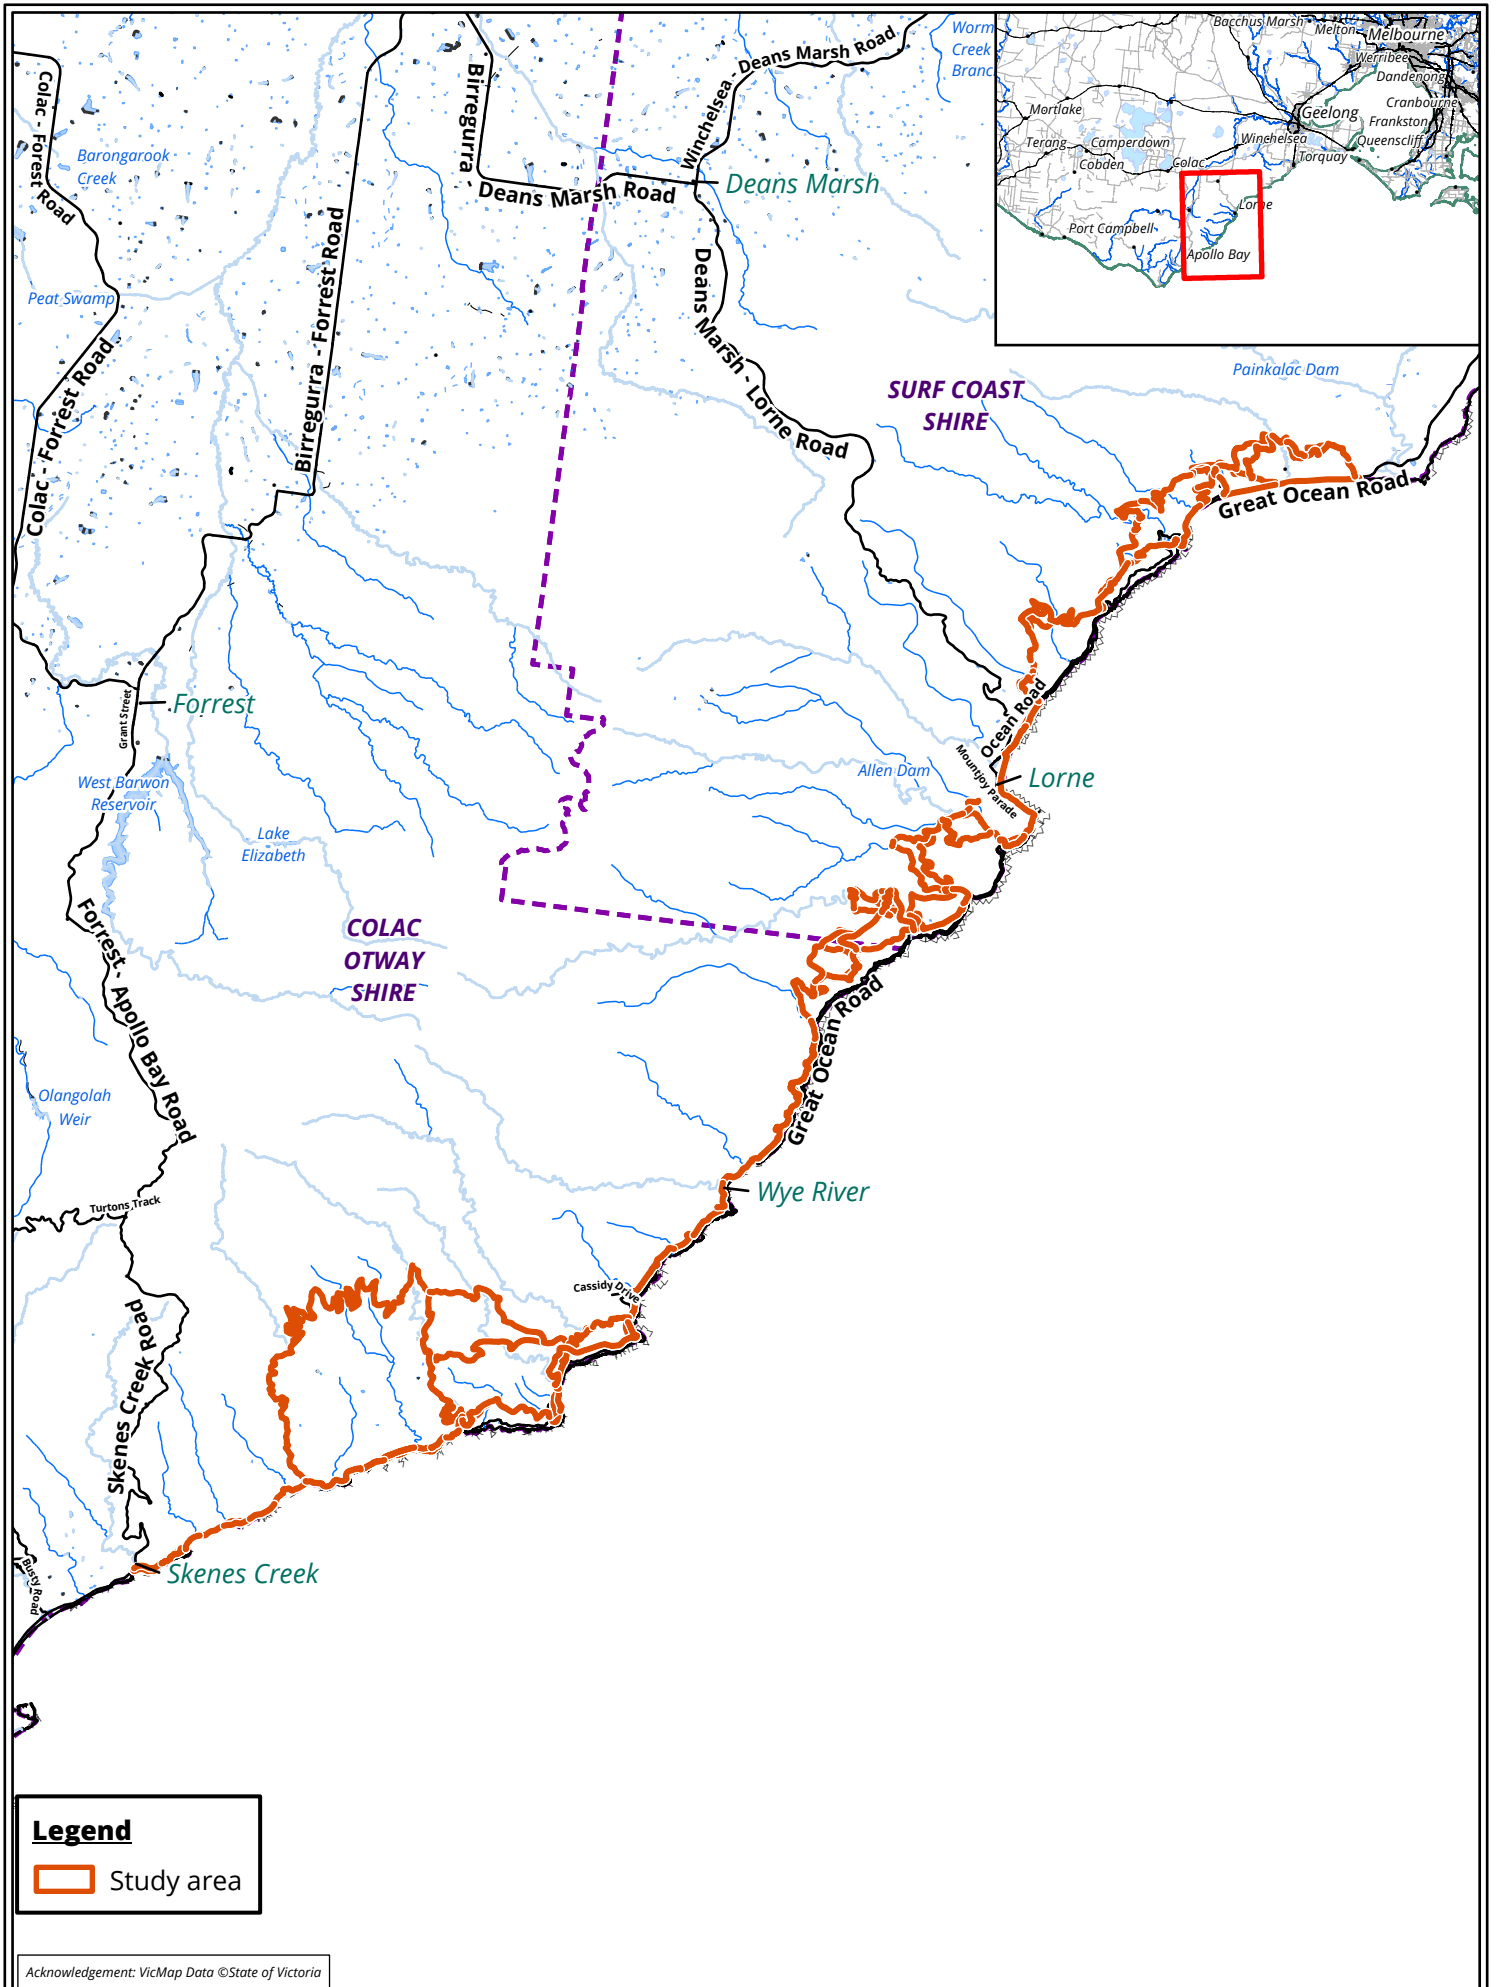 Colac - Forrest Road
Barongarook
Creek
Peat Swamp
Colac - Forrest Road
Birregurra - Forrest Road
Birregurra -
Deans Marsh Road
Winchelsea - Deans Marsh Road
Deans Marsh
Deans Marsh - Lorne Road
Worm
Creek
Branc
Bacchus Marsh
Melton
Melbourne
Werribee
Dandenong
Mortlake
Geelong
Cranbourne
Frankston
Terang
Camperdown
Winchelsea
Queenscliff
Cobden
Colac
Torquay
Lorne
Port Campbell
Apollo Bay
Painkalac Dam
SURF COAST
SHIRE
Great Ocean Road
Grant Street
Forrest
West Barwon
Reservoir
Lake
Elizabeth
Allen Dam
Ocean Road
Mountjoy Parade
Lorne
COLAC
OTWAY
SHIRE
Forrest - Apollo Bay Road
Great Ocean Road
Olangolah
Weir
Turtons Track
Wye River
Cassidy Drive
Skenes Creek Road
Busty Road
Skenes Creek
Legend
Study area
Acknowledgement: VicMap Data ©State of Victoria